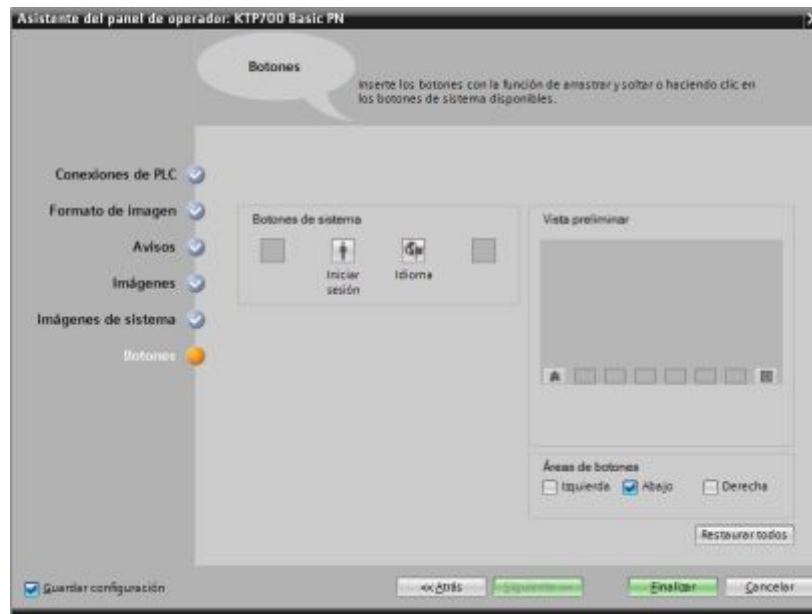 Asistente del panel de operador: KTP700 Basic PN
Botones
Inserte los botones con la función de arrastrar y soltar o haciendo clic en
los botones de sistema disponibles.
Conexiones de PLC
Formato de imagen
Avisos
Imágenes
Imágenes de sistema
Botones
Botones de sistema
Iniciar
sesión
Idioma
Vista preliminar
Áreas de botones
Izquierda
Abajo
Derecha
Restaurar todos
Guardar configuración
<< Atrás
Siguiente >>
Finalizar
Cancelar